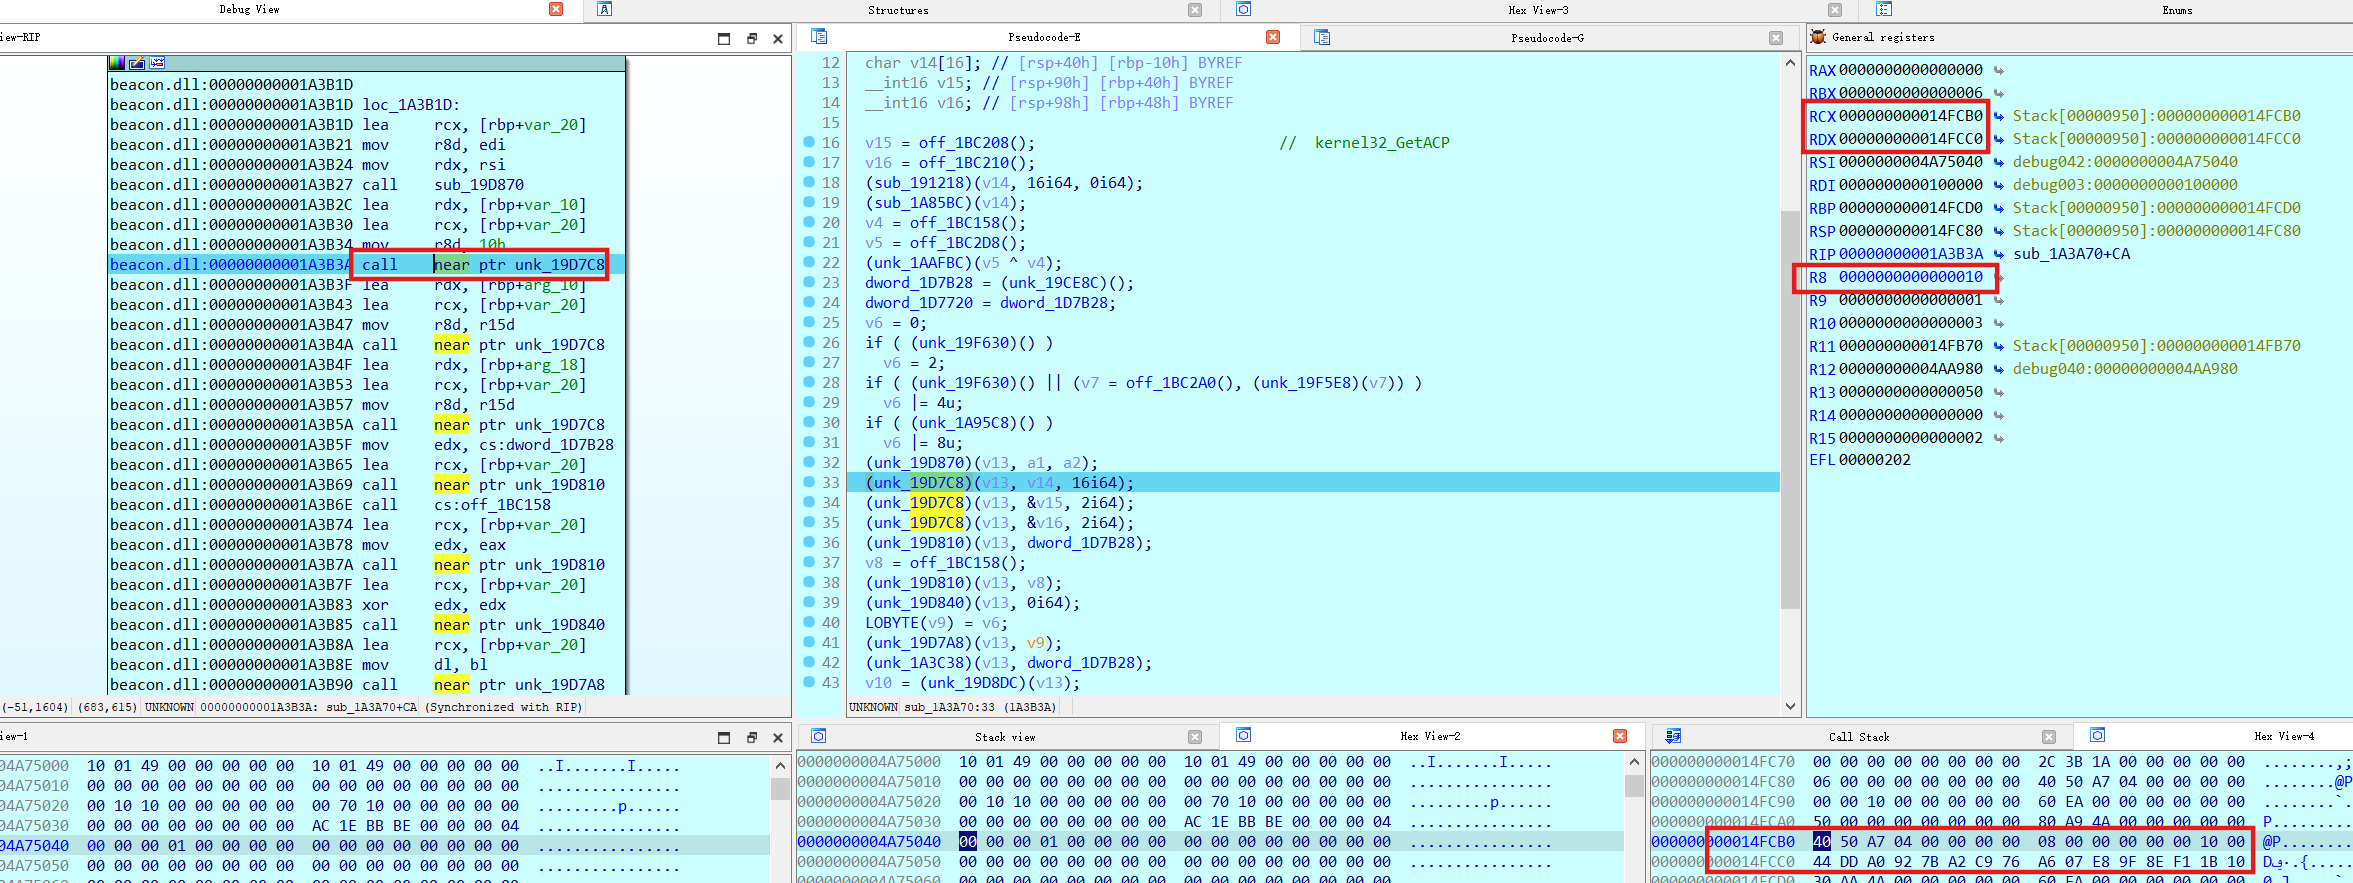 Debug View
Structures
Hex View-3
Enums
iew-RIP
Pseudocode-E
Pseudocode-G
General registers
beacon.dll:00000000001A3B1D
beacon.dll:00000000001A3B1D loc_1A3B1D:
beacon.dll:00000000001A3B1D lea rcx, [rbp+var_20]
beacon.dll:00000000001A3B21 mov r8d, edi
beacon.dll:00000000001A3B24 mov rdx, rsi
beacon.dll:00000000001A3B27 call sub_19D870
beacon.dll:00000000001A3B2C lea rdx, [rbp+var_10]
beacon.dll:00000000001A3B30 lea rcx, [rbp+var_20]
beacon.dll:00000000001A3B34 mov r8d, 10h
beacon.dll:00000000001A3B3A call near ptr unk_19D7C8
beacon.dll:00000000001A3B3F lea rdx, [rbp+arg_10]
beacon.dll:00000000001A3B43 lea rcx, [rbp+var_20]
beacon.dll:00000000001A3B47 mov r8d, r15d
beacon.dll:00000000001A3B4A call near ptr unk_19D7C8
beacon.dll:00000000001A3B4F lea rdx, [rbp+arg_18]
beacon.dll:00000000001A3B53 lea rcx, [rbp+var_20]
beacon.dll:00000000001A3B57 mov r8d, r15d
beacon.dll:00000000001A3B5A call near ptr unk_19D7C8
beacon.dll:00000000001A3B5F mov edx, cs:dword_1D7B28
beacon.dll:00000000001A3B65 lea rcx, [rbp+var_20]
beacon.dll:00000000001A3B69 call near ptr unk_19D810
beacon.dll:00000000001A3B6E call cs:off_1BC158
beacon.dll:00000000001A3B74 lea rcx, [rbp+var_20]
beacon.dll:00000000001A3B78 mov edx, eax
beacon.dll:00000000001A3B7A call near ptr unk_19D810
beacon.dll:00000000001A3B7F lea rcx, [rbp+var_20]
beacon.dll:00000000001A3B83 xor edx, edx
beacon.dll:00000000001A3B85 call near ptr unk_19D840
beacon.dll:00000000001A3B8A lea rcx, [rbp+var_20]
beacon.dll:00000000001A3B8E mov dl, bl
beacon.dll:00000000001A3B90 call near ptr unk_19D7A8
(-51,1604) (683,615) UNKNOWN 00000000001A3B3A: sub_1A3A70+CA (Synchronized with RIP)
12 char v14[16]; // [rsp+40h] [rbp-10h] BYREF
13 __int16 v15; // [rsp+90h] [rbp+40h] BYREF
14 __int16 v16; // [rsp+98h] [rbp+48h] BYREF
15
16 v15 = off_1BC208(); // kernel32_GetACP
17 v16 = off_1BC210();
18 (sub_191218)(v14, 16i64, 0i64);
19 (sub_1A85BC)(v14);
20 v4 = off_1BC158();
21 v5 = off_1BC2D8();
22 (unk_1AAFBC)(v5 ^ v4);
23 dword_1D7B28 = (unk_19CE8C)();
24 dword_1D7720 = dword_1D7B28;
25 v6 = 0;
26 if ( (unk_19F630)() )
27 v6 = 2;
28 if ( (unk_19F630)() || (v7 = off_1BC2A0(), (unk_19F5E8)(v7)) )
29 v6 |= 4u;
30 if ( (unk_1A95C8)() )
31 v6 |= 8u;
32 (unk_19D870)(v13, a1, a2);
33 (unk_19D7C8)(v13, v14, 16i64);
34 (unk_19D7C8)(v13, &v15, 2i64);
35 (unk_19D7C8)(v13, &v16, 2i64);
36 (unk_19D810)(v13, dword_1D7B28);
37 v8 = off_1BC158();
38 (unk_19D810)(v13, v8);
39 (unk_19D840)(v13, 0i64);
40 LOBYTE(v9) = v6;
41 (unk_19D7A8)(v13, v9);
42 (unk_1A3C38)(v13, dword_1D7B28);
43 v10 = (unk_19D8DC)(v13);
UNKNOWN sub_1A3A70:33 (1A3B3A)
RAX 0000000000000000
RBX 0000000000000006
RCX 000000000014FCB0 Stack[00000950]:000000000014FCB0
RDX 000000000014FCC0 Stack[00000950]:000000000014FCC0
RSI 0000000004A75040 debug042:0000000004A75040
RDI 0000000000100000 debug003:0000000000100000
RBP 000000000014FCD0 Stack[00000950]:000000000014FCD0
RSP 000000000014FC80 Stack[00000950]:000000000014FC80
RIP 00000000001A3B3A sub_1A3A70+CA
R8 0000000000000010
R9 0000000000000001
R10 0000000000000003
R11 000000000014FB70 Stack[00000950]:000000000014FB70
R12 00000000004AA980 debug040:00000000004AA980
R13 0000000000000050
R14 0000000000000000
R15 0000000000000002
EFL 00000202
iew-1
04A75000 10 01 49 00 00 00 00 00 10 01 49 00 00 00 00 00 ..I.......I.....
04A75010 00 00 00 00 00 00 00 00 00 00 00 00 00 00 00 00 ................
04A75020 00 10 10 00 00 00 00 00 00 70 10 00 00 00 00 00 .........p......
04A75030 00 00 00 00 00 00 00 00 AC 1E BB BE 00 00 00 04 ................
04A75040 00 00 00 01 00 00 00 00 00 00 00 00 00 00 00 00 ................
04A75050 00 00 00 00 00 00 00 00 00 00 00 00 00 00 00 00 ................
Stack view
Hex View-2
0000000004A75000 10 01 49 00 00 00 00 00 10 01 49 00 00 00 00 00 ..I.......I.....
0000000004A75010 00 00 00 00 00 00 00 00 00 00 00 00 00 00 00 00 ................
0000000004A75020 00 10 10 00 00 00 00 00 00 70 10 00 00 00 00 00 .........p......
0000000004A75030 00 00 00 00 00 00 00 00 AC 1E BB BE 00 00 00 04 ................
0000000004A75040 00 00 00 01 00 00 00 00 00 00 00 00 00 00 00 00 ................
0000000004A75050 00 00 00 00 00 00 00 00 00 00 00 00 00 00 00 00 ................
Call Stack
Hex View-4
000000000014FC70 00 00 00 00 00 00 00 00 2C 3B 1A 00 00 00 00 00 ........,;
000000000014FC80 06 00 00 00 00 00 00 00 40 50 A7 04 00 00 00 00 ........@P
000000000014FC90 00 00 10 00 00 00 00 00 60 EA 00 00 00 00 00 00 ........`.
000000000014FCA0 50 00 00 00 00 00 00 00 80 A9 4A 00 00 00 00 00 P.........
000000000014FCB0 40 50 A7 04 00 00 00 00 08 00 00 00 00 00 10 00 @P........
000000000014FCC0 44 DD A0 92 7B A2 C9 76 A6 07 E8 9F 8E F1 1B 10